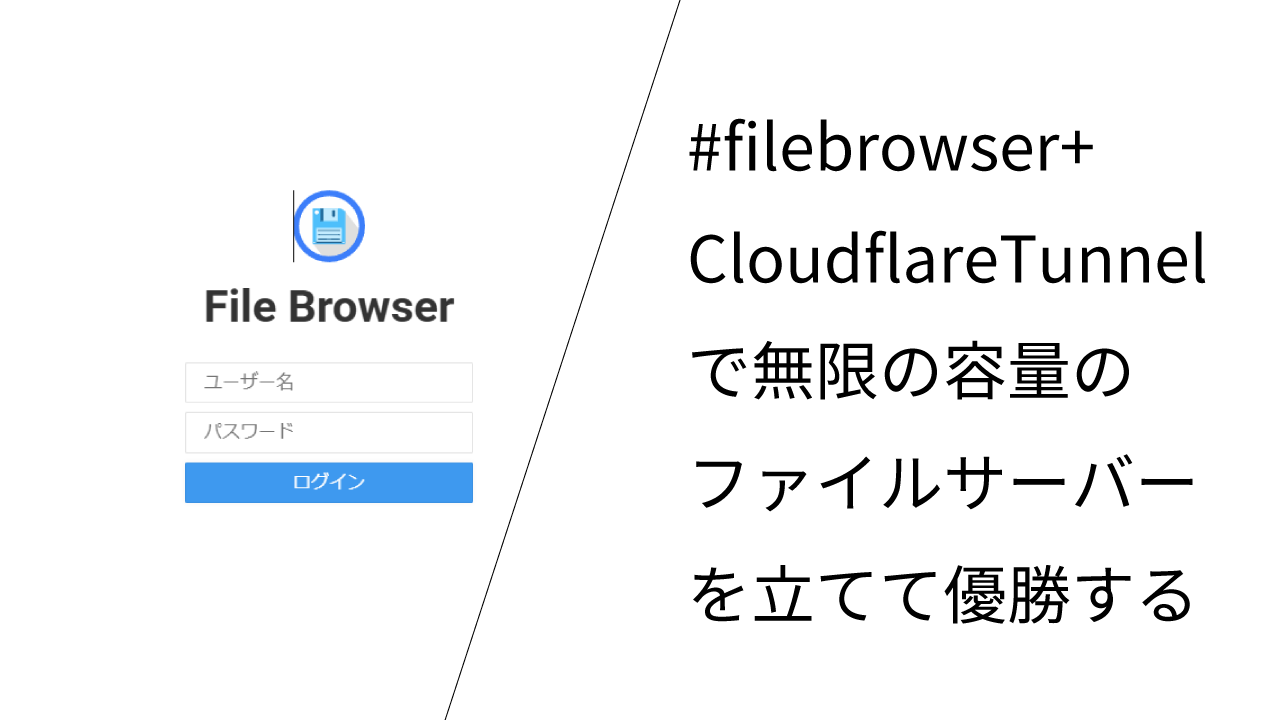 File Browser
ユーザー名
パスワード
ログイン
#filebrowser+
CloudflareTunnel
で無限の容量の
ファイルサーバー
を立てて優勝する